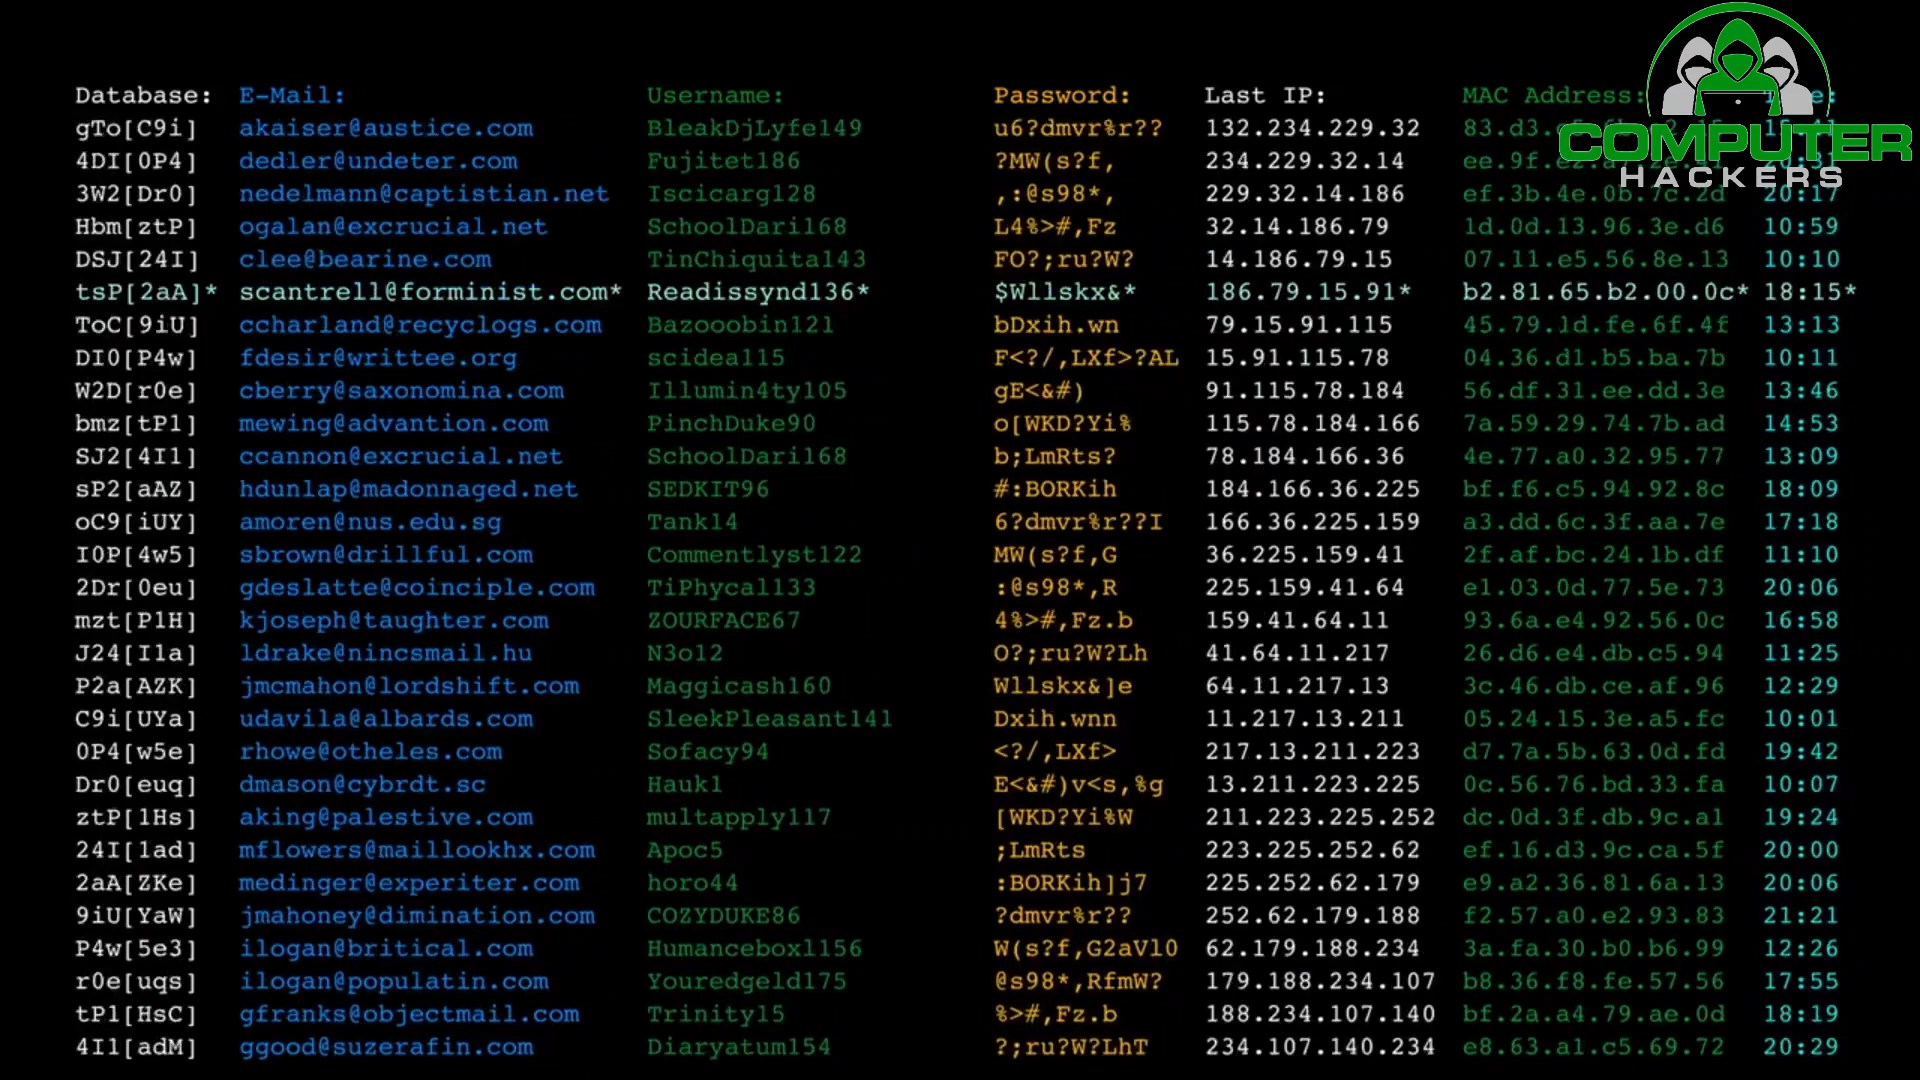 COMPUTER
HACKERS
Database: E-Mail: Username: Password: Last IP: MAC Address:
gTo[C9i] akaiser@austice.com BleakDjLyfe149 u6?dmvr%r?? 132.234.229.32
4DI[0P4] dedler@undeter.com Fujitet186 ?MW(s?f, 234.229.32.14 20:31
3W2[Dr0] nedelmann@captistian.net Iscicarg128 ,:@s98*, 229.32.14.186 ef.3b.4e.0b.7c.2d 20:17
Hbm[ztP] ogalan@excrucial.net SchoolDari168 L4%>#,Fz 32.14.186.79 1d.0d.13.96.3e.d6 10:59
DSJ[24I] clee@bearine.com TinChiquita143 FO?;ru?W? 14.186.79.15 07.11.e5.56.8e.13 10:10
tsP[2aA]* scantrell@forminist.com* Readissynd136* $Wllskx&* 186.79.15.91* b2.81.65.b2.00.0c* 18:15*
ToC[9iU] ccharland@recyclogs.com Bazooobin121 bDxih.wn 79.15.91.115 45.79.1d.fe.6f.4f 13:13
DI0[P4w] fdesir@writtee.org scidea115 F<?/,LXf>?AL 15.91.115.78 04.36.d1.b5.ba.7b 10:11
W2D[r0e] cberry@saxonomina.com Illumin4ty105 gE<&#) 91.115.78.184 56.df.31.ee.dd.3e 13:46
bmz[tP1] mewing@advantion.com PinchDuke90 o[WKD?Yi% 115.78.184.166 7a.59.29.74.7b.ad 14:53
SJ2[4I1] ccannon@excrucial.net SchoolDari168 b;LmRts? 78.184.166.36 4e.77.a0.32.95.77 13:09
sP2[aAZ] hdunlap@madonnaged.net SEDKIT96 #:BORKih 184.166.36.225 bf.f6.c5.94.92.8c 18:09
oC9[iUY] amoren@nus.edu.sg Tank14 6?dmvr%r??I 166.36.225.159 a3.dd.6c.3f.aa.7e 17:18
I0P[4w5] sbrown@drillful.com Commentlyst122 MW(s?f,G 36.225.159.41 2f.af.bc.24.1b.df 11:10
2Dr[0eu] gdeslatte@coinciple.com TiPhycal133 :@s98*,R 225.159.41.64 e1.03.0d.77.5e.73 20:06
mzt[P1H] kjoseph@taughter.com ZOURFACE67 4%>#,Fz.b 159.41.64.11 93.6a.e4.92.56.0c 16:58
J24[I1a] ldrake@nincsmail.hu N3o12 O?;ru?W?Lh 41.64.11.217 26.d6.e4.db.c5.94 11:25
P2a[AZK] jmcmahon@lordshift.com Maggicash160 Wllskx&]e 64.11.217.13 3c.46.db.ce.af.96 12:29
C9i[UYa] udavila@albards.com SleekPleasant141 Dxih.wnn 11.217.13.211 05.24.15.3e.a5.fc 10:01
0P4[w5e] rhowe@otheles.com Sofacy94 <?/,LXf> 217.13.211.223 d7.7a.5b.63.0d.fd 19:42
Dr0[euq] dmason@cybrdt.sc Hauk1 E<&#)v<s,%g 13.211.223.225 0c.56.76.bd.33.fa 10:07
ztP[1Hs] aking@palestive.com multapply117 [WKD?Yi%W 211.223.225.252 dc.0d.3f.db.9c.a1 19:24
24I[1ad] mflowers@maillookhx.com Apoc5 ;LmRts 223.225.252.62 ef.16.d3.9c.ca.5f 20:00
2aA[ZKe] medinger@experiter.com horo44 :BORKih]j7 225.252.62.179 e9.a2.36.81.6a.13 20:06
9iU[YaW] jmahoney@dimination.com COZYDUKE86 ?dmvr%r?? 252.62.179.188 f2.57.a0.e2.93.83 21:21
P4w[5e3] ilogan@britical.com Humancebox1156 W(s?f,G2aVl0 62.179.188.234 3a.fa.30.b0.b6.99 12:26
r0e[uqs] ilogan@populatin.com Youredgeld175 @s98*,RfmW? 179.188.234.107 b8.36.f8.fe.57.56 17:55
tP1[HsC] gfranks@objectmail.com Trinity15 %>#,Fz.b 188.234.107.140 bf.2a.a4.79.ae.0d 18:19
4I1[adM] ggood@suzerafin.com Diaryatum154 ?;ru?W?LhT 234.107.140.234 e8.63.a1.c5.69.72 20:29